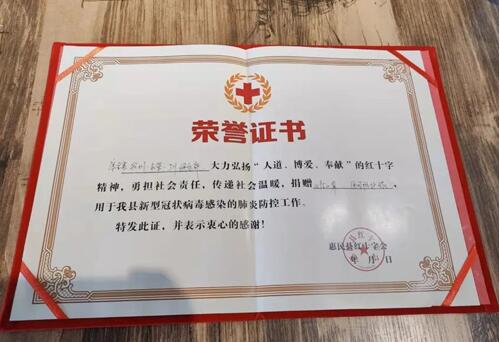 荣誉证书
大力弘扬“人道、博爱、奉献”的红十字
精神，勇担社会责任，传递社会温暖，捐赠
用于我县新型冠状病毒感染的肺炎防控工作。
特发此证，并表示衷心的感谢！
惠民县红十字会
年 月 日